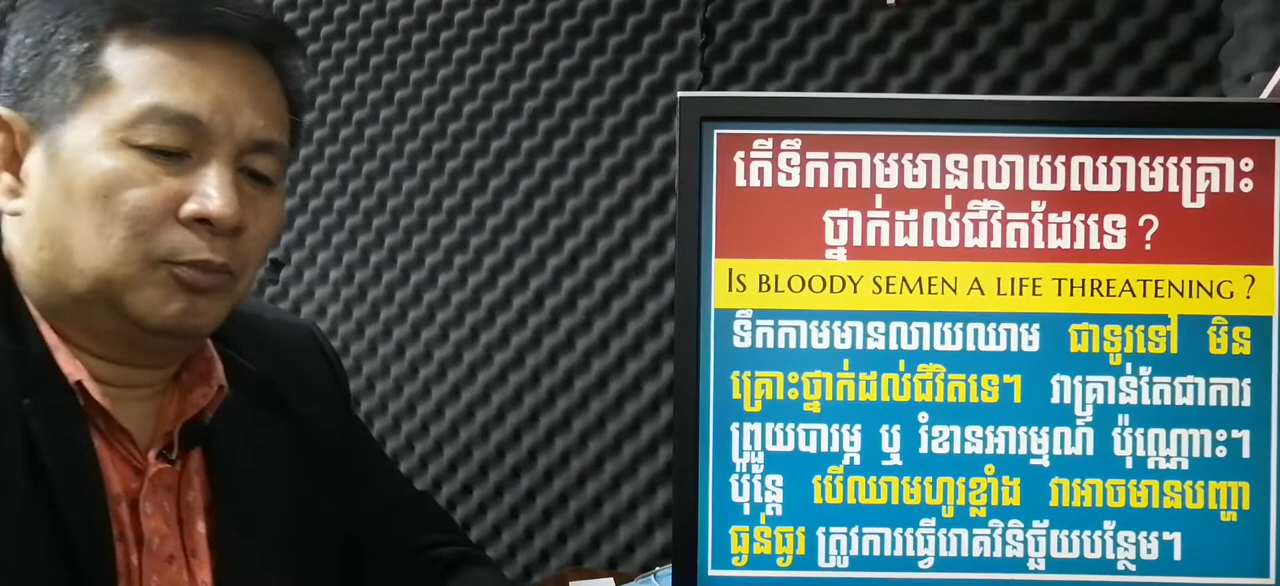 តើទឹកកាមមានលាយឈាមគ្រោះ
ថ្នាក់ដល់ជីវិតដែរទេ ?
IS BLOODY SEMEN A LIFE THREATENING ?
ទឹកកាមមានលាយឈាម ជាទូរទៅ មិន
គ្រោះថ្នាក់ដល់ជីវិតទេ។ វាគ្រាន់តែជាការ
ព្រួយបារម្ភ ឬ រំខានអារម្មណ៍ ប៉ុណ្ណោះ។
ប៉ុន្តែ បើឈាមហូរខ្លាំង វាអាចមានបញ្ហា
ធ្ងន់ធ្ងរ ត្រូវការធ្វើរោគវិនិច្ឆ័យបន្ថែម។